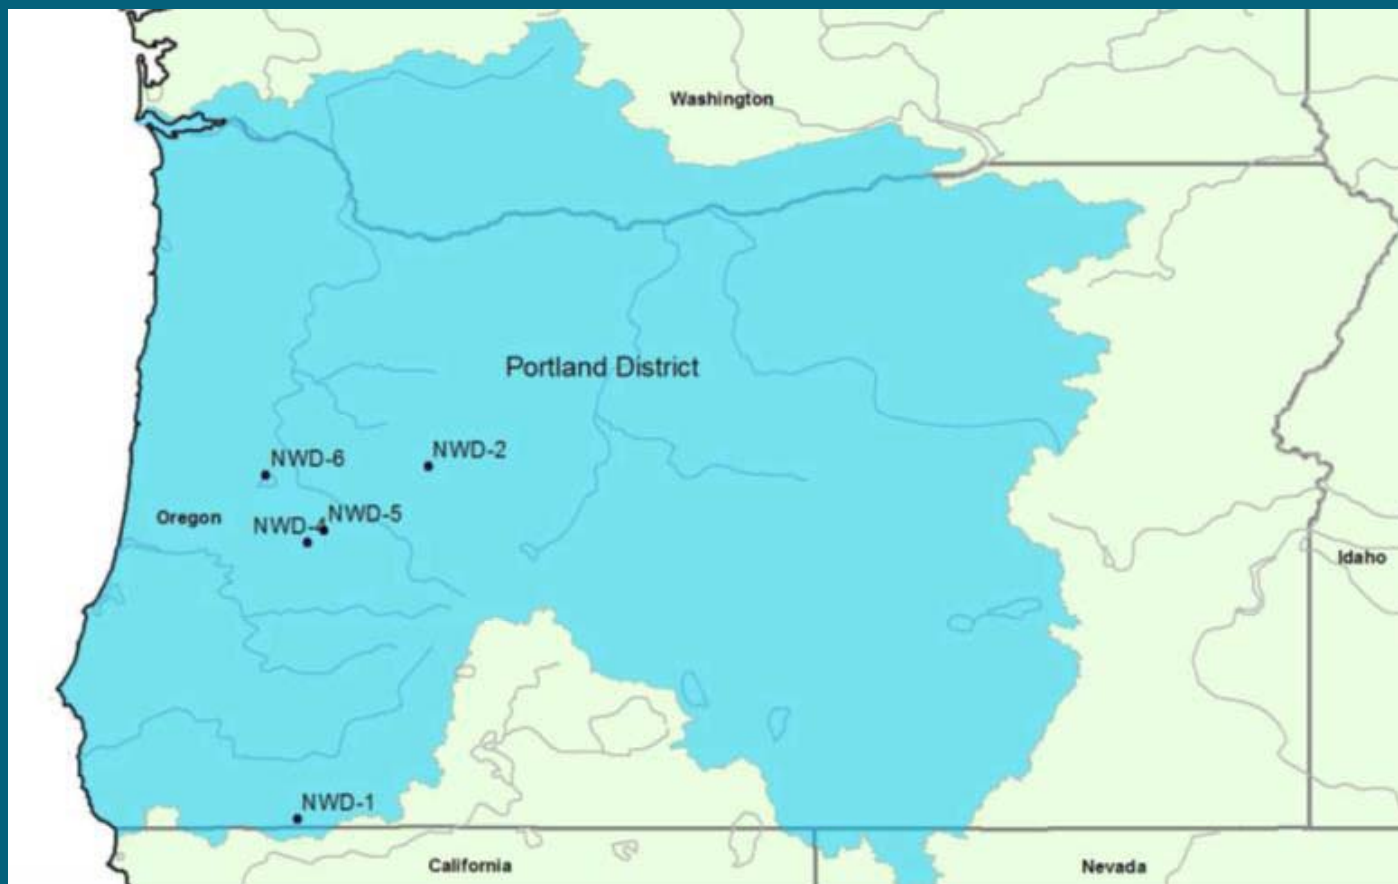 Washington
Portland District
NWD-6
NWD-2
Oregon
NWD-4
NWD-5
Idaho
NWD-1
California
Nevada